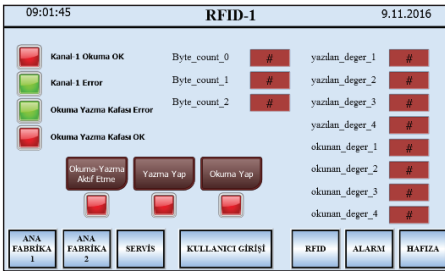 09:01:45 RFID-1 9.11.2016
Kanal-1 Okuma OK
Kanal-1 Error
Okuma Yazma Kafası Error
Okuma Yazma Kafası OK
Byte_count_0 #
Byte_count_1 #
Byte_count_2 #
yazılan_deger_1 #
yazılan_deger_2 #
yazılan_deger_3 #
yazılan_deger_4 #
okunan_deger_1 #
okunan_deger_2 #
okunan_deger_3 #
okunan_deger_4 #
Okuma-Yazma
Aktif Etme
Yazma Yap
Okuma Yap
ANA
FABRİKA
1
ANA
FABRİKA
2
SERVİS
KULLANICI GİRİŞİ
RFID
ALARM
HAFIZA